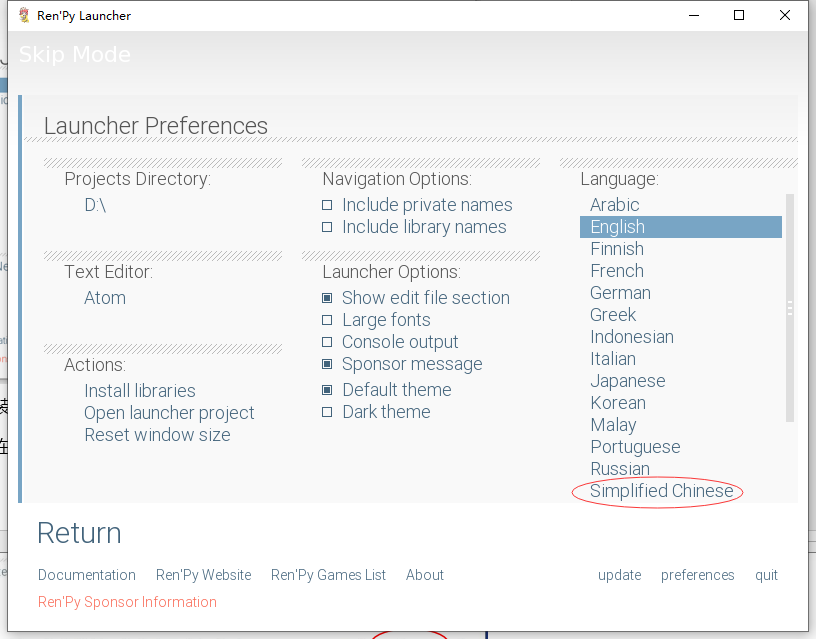 Ren'Py Launcher
Skip Mode
Launcher Preferences
Projects Directory:
D:\
Text Editor:
Atom
Actions:
Install libraries
Open launcher project
Reset window size
Navigation Options:
Include private names
Include library names
Launcher Options:
Show edit file section
Large fonts
Console output
Sponsor message
Default theme
Dark theme
Language:
Arabic
English
Finnish
French
German
Greek
Indonesian
Italian
Japanese
Korean
Malay
Portuguese
Russian
Simplified Chinese
Return
Documentation Ren'Py Website Ren'Py Games List About update preferences quit
Ren'Py Sponsor Information